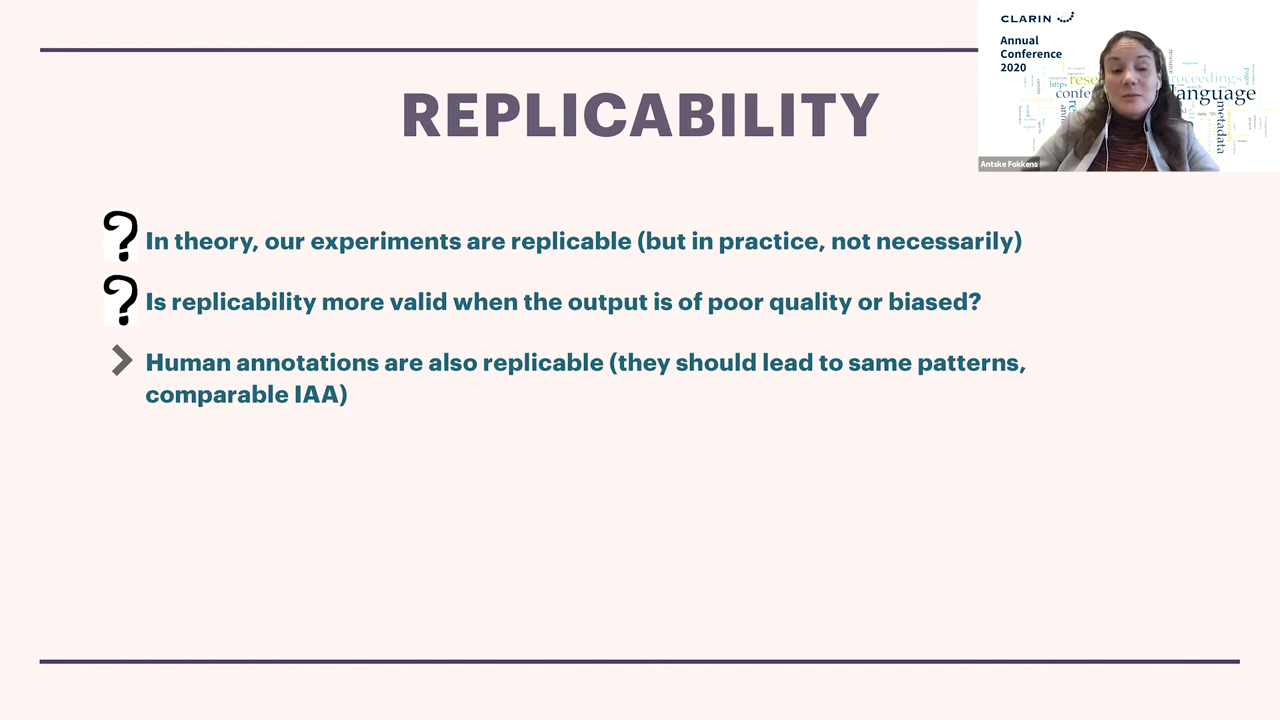 REPLICABILITY
? In theory, our experiments are replicable (but in practice, not necessarily)
? Is replicability more valid when the output is of poor quality or biased?
Human annotations are also replicable (they should lead to same patterns,
comparable IAA)
CLARIN
Annual
Conference
2020
language
metadata
Antske Fokkens